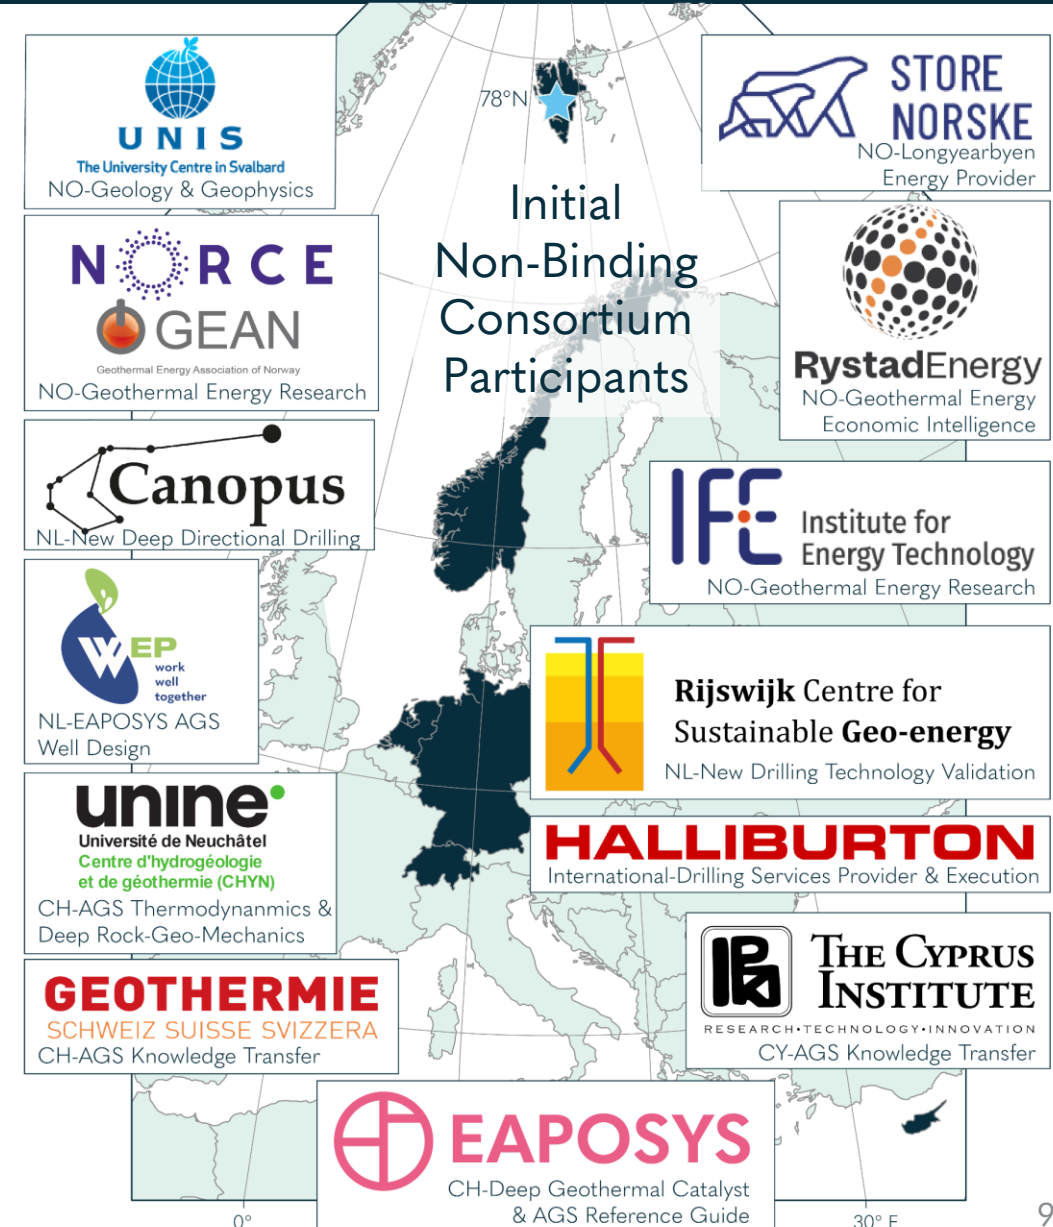 UNIS
The University Centre in Svalbard
NO-Geology & Geophysics
78°N
STORE
NORSKE
NO-Longyearbyen
Energy Provider
Initial
Non-Binding
Consortium
Participants
NORCE
GEAN
Geothermal Energy Association of Norway
NO-Geothermal Energy Research
RystadEnergy
NO-Geothermal Energy
Economic Intelligence
Canopus
NL-New Deep Directional Drilling
IFE
Institute for
Energy Technology
NO-Geothermal Energy Research
WEP
work
well
together
NL-EAPOSYS AGS
Well Design
Rijswijk Centre for
Sustainable Geo-energy
NL-New Drilling Technology Validation
unine
Université de Neuchâtel
Centre d'hydrogéologie
et de géothermie (CHYN)
CH-AGS Thermodynanmics &
Deep Rock-Geo-Mechanics
HALLIBURTON
International-Drilling Services Provider & Execution
GEOTHERMIE
SCHWEIZ SUISSE SVIZZERA
CH-AGS Knowledge Transfer
THE CYPRUS
INSTITUTE
RESEARCH•TECHNOLOGY•INNOVATION
CY-AGS Knowledge Transfer
EAPOSYS
CH-Deep Geothermal Catalyst
& AGS Reference Guide
0°
30° E
9